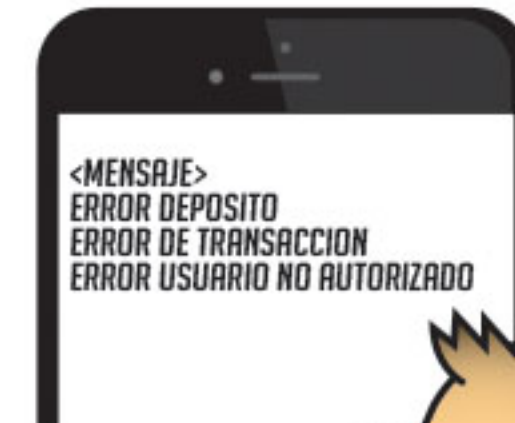 <MENSAJE>
ERROR DEPOSITO
ERROR DE TRANSACCION
ERROR USUARIO NO AUTORIZADO